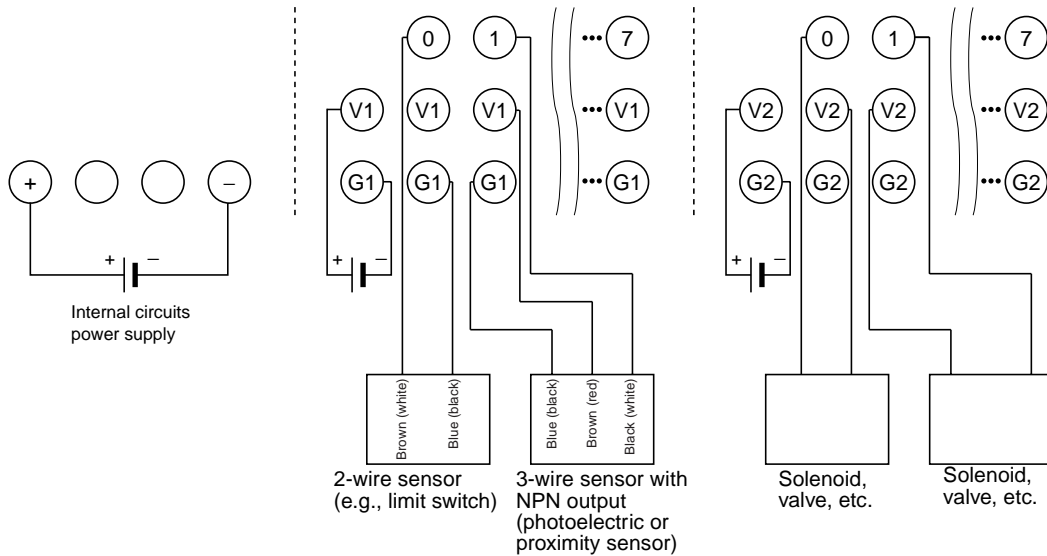 0 1 ••• 7 0 1 ••• 7
V1 V1 V1 ••• V1 V2 V2 V2 ••• V2
+ – G1 G1 G1 ••• G1 G2 G2 G2 ••• G2
+ – + – + –
Internal circuits
power supply
Brown (white)
Blue (black)
Blue (black)
Brown (red)
Black (white)
2-wire sensor
(e.g., limit switch)
3-wire sensor with
NPN output
(photoelectric or
proximity sensor)
Solenoid,
valve, etc.
Solenoid,
valve, etc.